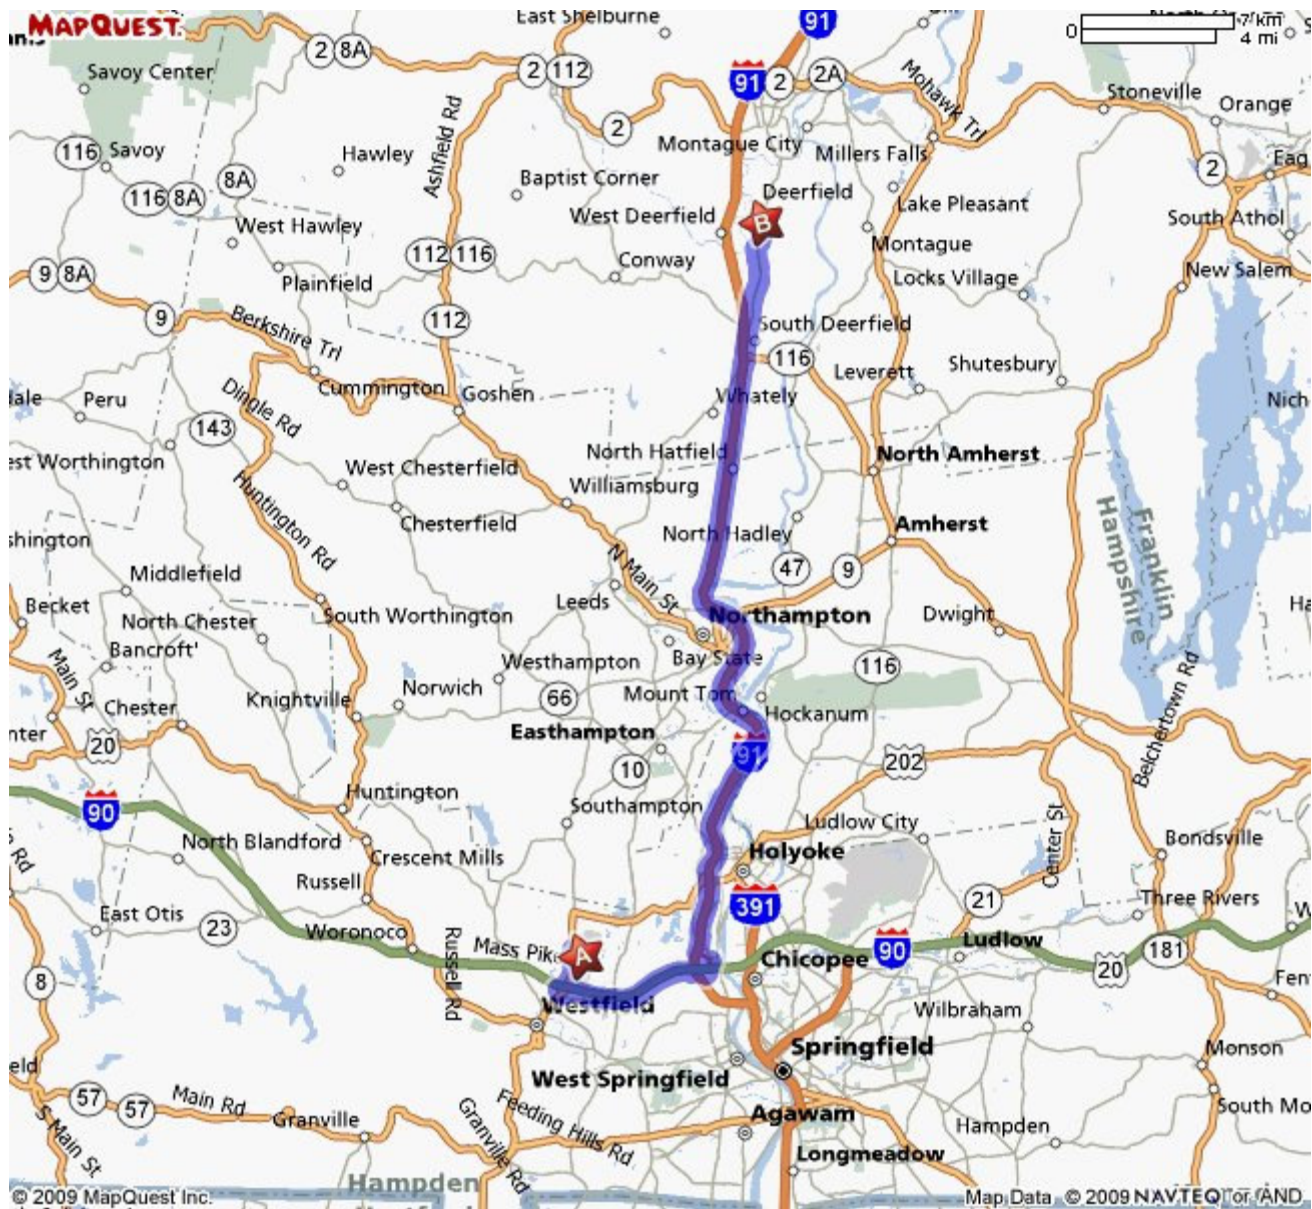 MAPQUEST.
East Shelburne
91
7 km
0
4 mi
2
8A
Savoy Center
2
112
91
2
2A
Mohawk Trl
Stoneville
Orange
Ashfield Rd
2
Montague City
Millers Falls
116
Savoy
Hawley
8A
Baptist Corner
Deerfield
2
116
8A
B
Lake Pleasant
West Deerfield
South Athol
West Hawley
112
116
Montague
9
8A
Plainfield
Conway
Locks Village
New Salem
9
Berkshire Trl
112
South Deerfield
116
Leverett
Shutesbury
Cummington
Goshen
Peru
Dingle Rd
Whately
143
West Chesterfield
North Hatfield
North Amherst
Huntington Rd
Williamsburg
Chesterfield
North Hadley
Amherst
Franklin
Hampshire
N Main St
47
9
Middlefield
Leeds
Becket
North Chester
South Worthington
Northampton
Dwight
Bancroft'
Westhampton
Bay State
116
Main St
Norwich
66
Mount Tom
Belchertown Rd
Chester
Knightville
Hockanum
20
Easthampton
91
202
10
90
Huntington
Southampton
Ludlow City
North Blandford
Crescent Mills
Holyoke
Center St
Bondsville
Russell
391
21
Three Rivers
East Otis
23
Woronoco
Russell Rd
Mass Pike
A
Chicopee
90
Ludlow
181
20
8
Westfield
Wilbraham
Springfield
Monson
West Springfield
57
57
Main Rd
Granville
Feeding Hills Rd
Agawam
Hampden
S Main St
Granville Rd
Longmeadow
Hampden
© 2009 MapQuest Inc.
Map Data © 2009 NAVTEQ or AND